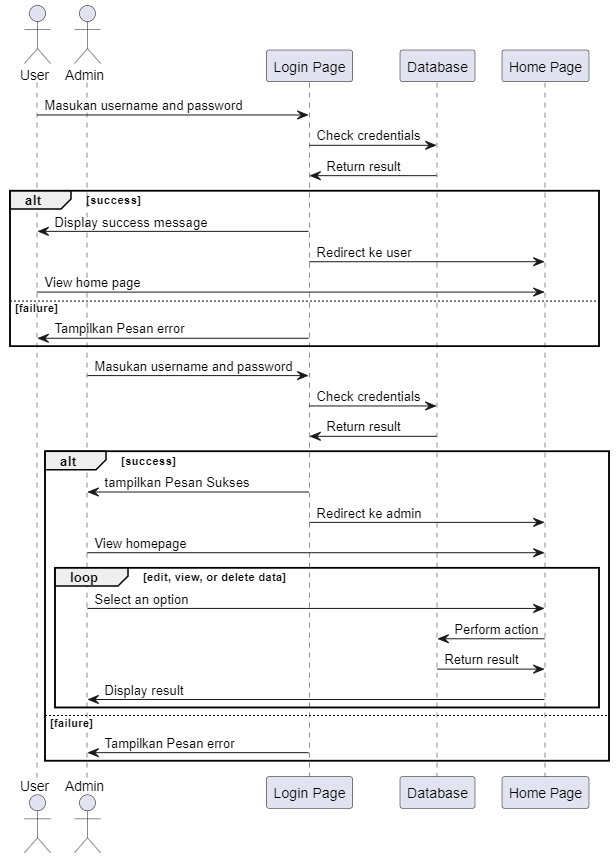 User
Admin
Login Page
Database
Home Page
Masukan username and password
Check credentials
Return result
alt
[success]
Display success message
Redirect ke user
View home page
[failure]
Tampilkan Pesan error
Masukan username and password
Check credentials
Return result
alt
[success]
tampilkan Pesan Sukses
Redirect ke admin
View homepage
loop
[edit, view, or delete data]
Select an option
Perform action
Return result
Display result
[failure]
Tampilkan Pesan error
User
Admin
Login Page
Database
Home Page